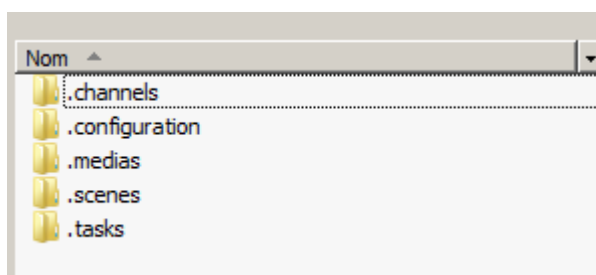 Nom
.channels
.configuration
.medias
.scenes
.tasks